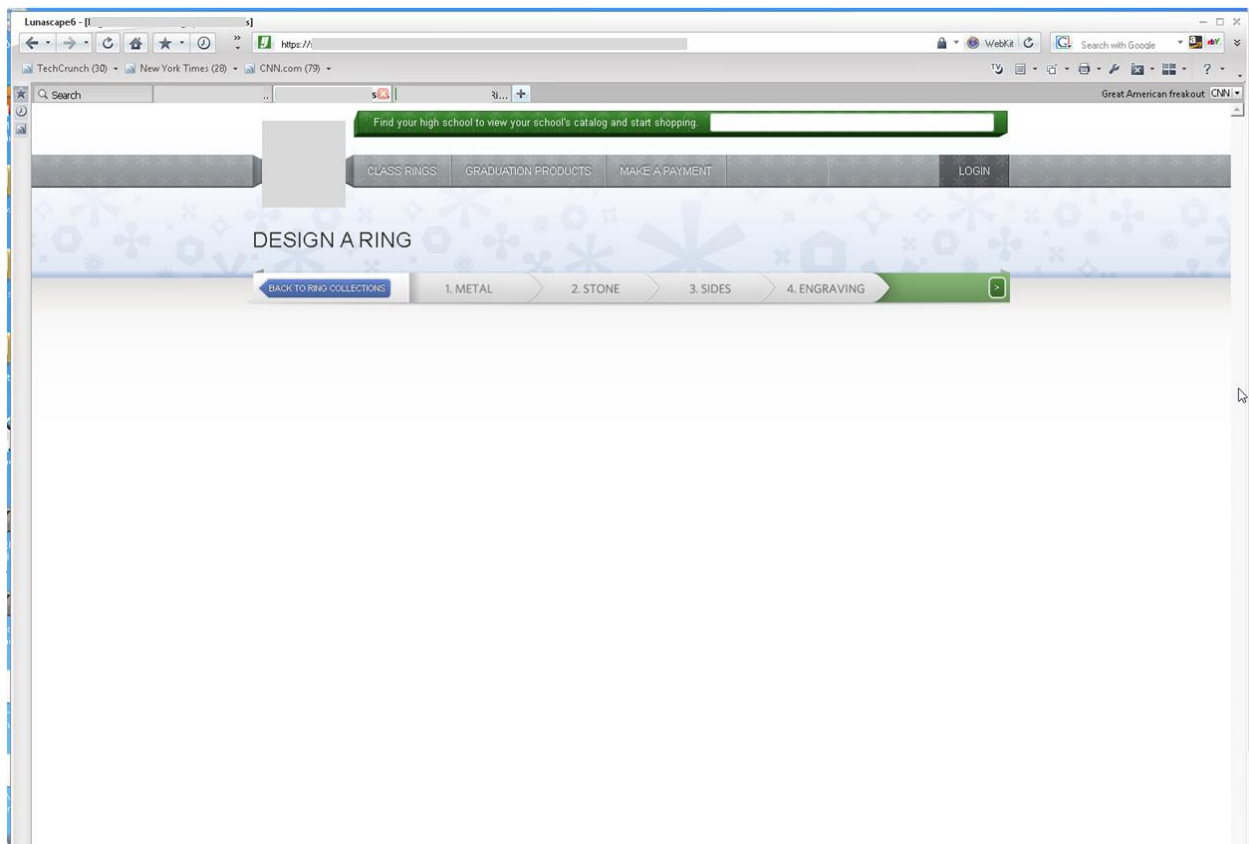 Lunascape6 - [l s]
https://: WebKit Search with Google
TechCrunch (30) New York Times (28) CNN.com (79)
Search .. s גi... Great American freakout CNN
Find your high school to view your school's catalog and start shopping.
CLASS RINGS GRADUATION PRODUCTS MAKE A PAYMENT LOGIN
DESIGN A RING
BACK TO RING COLLECTIONS 1. METAL 2. STONE 3. SIDES 4. ENGRAVING >